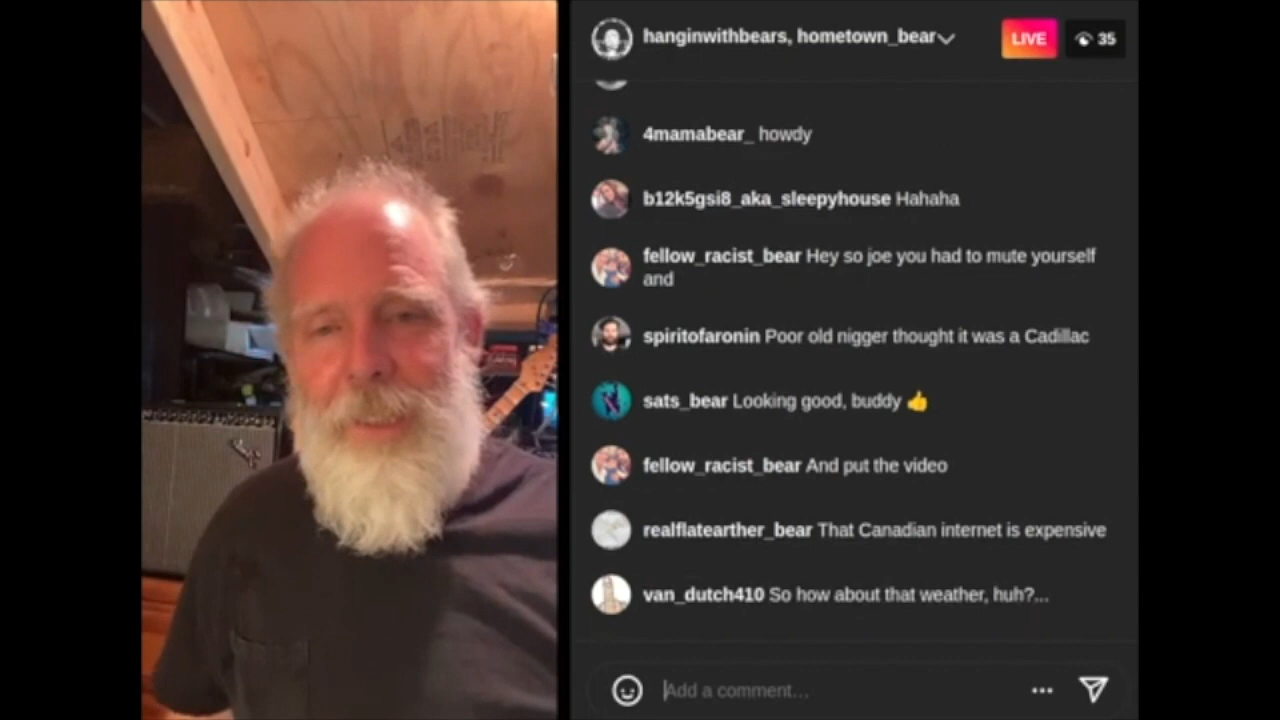 hanginwithbears, hometown_bear
LIVE
35
4mamabear_ howdy
b12k5gsi8_aka_sleepyhouse Hahaha
fellow_racist_bear Hey so joe you had to mute yourself
and
spiritofaronin Poor old nigger thought it was a Cadillac
sats_bear Looking good, buddy 👍
fellow_racist_bear And put the video
realflatearther_bear That Canadian internet is expensive
van_dutch410 So how about that weather, huh?...
Add a comment...